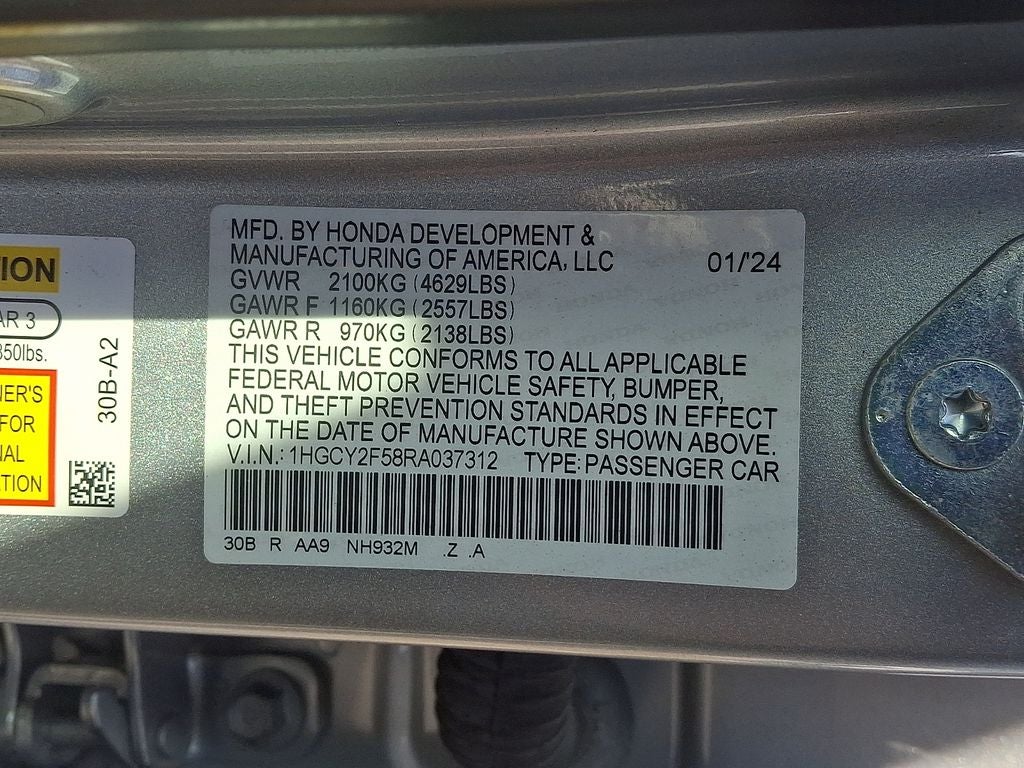 ION
AR 3
350lbs.
NER'S
FOR
NAL
ATION
30B-A2
MFD. BY HONDA DEVELOPMENT &
MANUFACTURING OF AMERICA, LLC 01/'24
GVWR 2100KG (4629LBS)
GAWR F 1160KG (2557LBS)
GAWR R 970KG (2138LBS)
THIS VEHICLE CONFORMS TO ALL APPLICABLE
FEDERAL MOTOR VEHICLE SAFETY, BUMPER,
AND THEFT PREVENTION STANDARDS IN EFFECT
ON THE DATE OF MANUFACTURE SHOWN ABOVE.
V.I.N.: 1HGCY2F58RA037312 TYPE: PASSENGER CAR
30B R AA9 NH932M .Z .A